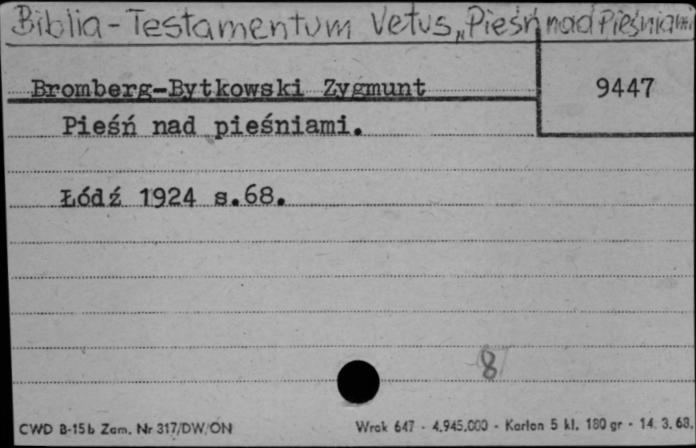 Biblia - Testamentum Vetus „Pieśń nad Pieśniami
Bromberg-Bytkowski Zygmunt
9447
Pieśń nad pieśniami.
Łódź 1924 s.68.
8
CWD B-15b Zam. Nr 317/DW/ON
Wrak 647 - 4.945.000 - Karton 5 kl. 180 gr - 14. 3. 68.